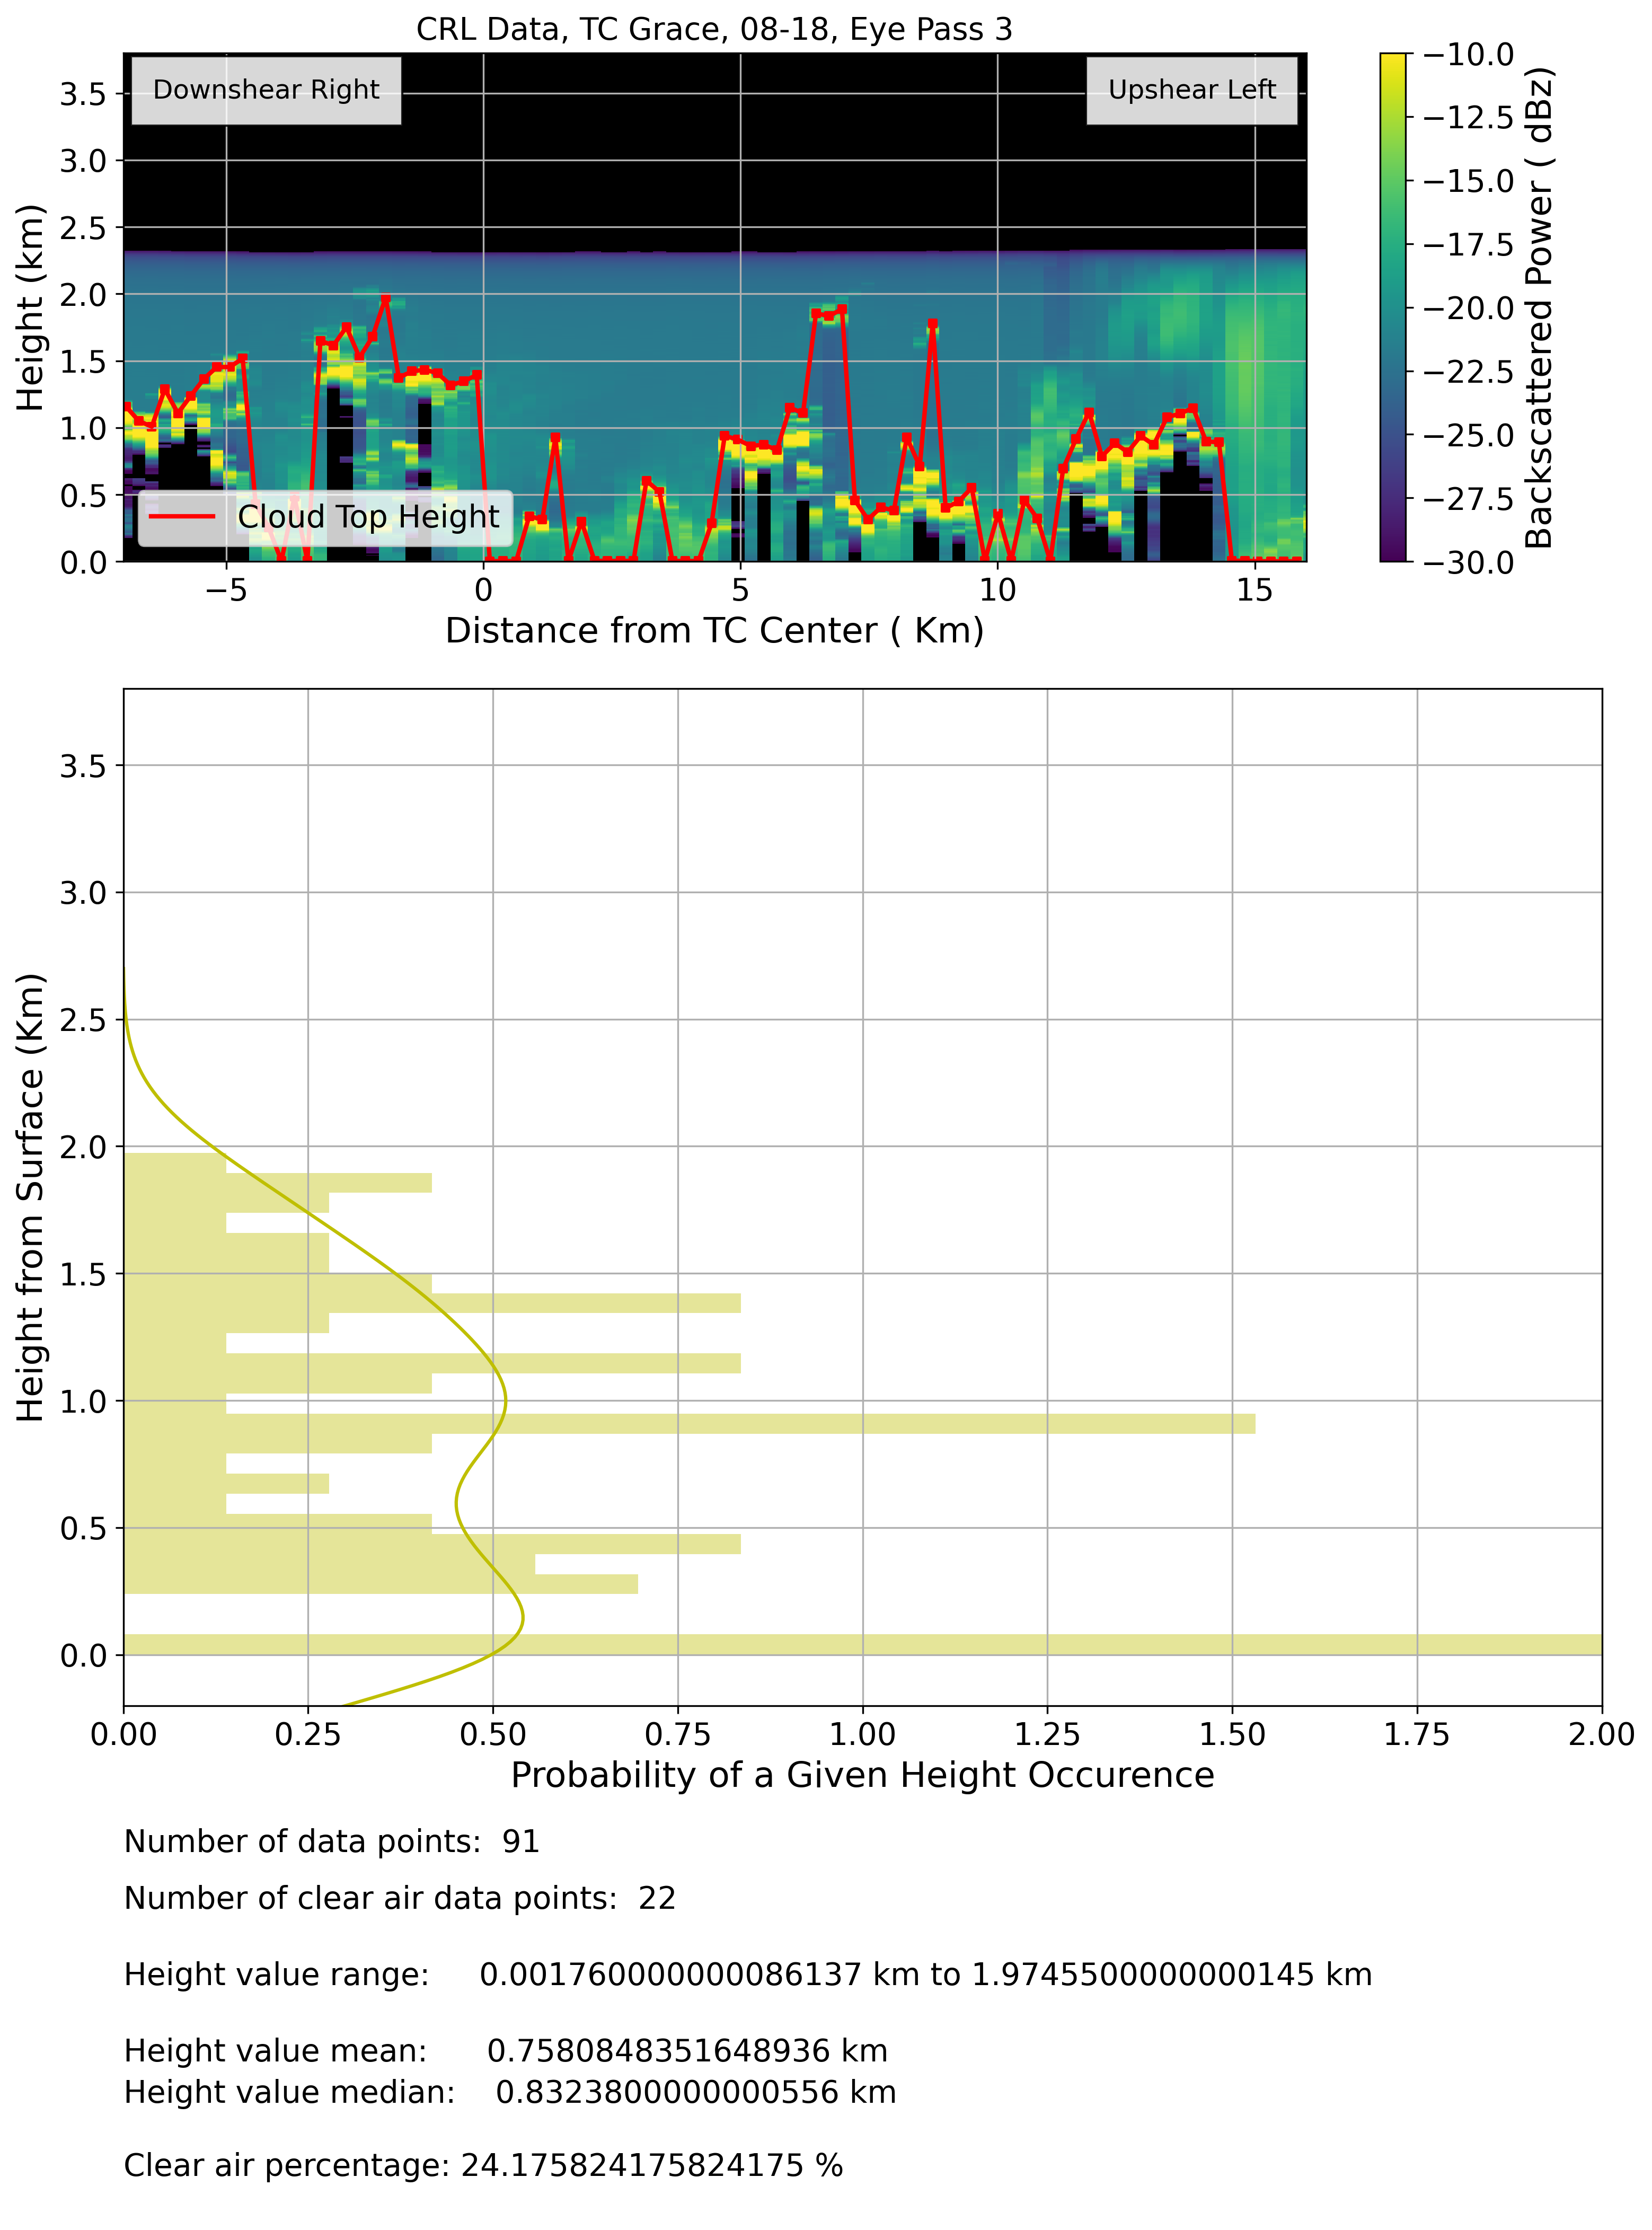 CRL Data, TC Grace, 08-18, Eye Pass 3
Downshear Right
Upshear Left
3.5
3.0
2.5
2.0
1.5
1.0
0.5
0.0
Height (km)
Cloud Top Height
−5
0
5
10
15
Distance from TC Center ( Km)
−10.0
−12.5
−15.0
−17.5
−20.0
−22.5
−25.0
−27.5
−30.0
Backscattered Power ( dBz)
3.5
3.0
2.5
2.0
1.5
1.0
0.5
0.0
Height from Surface (Km)
0.00
0.25
0.50
0.75
1.00
1.25
1.50
1.75
2.00
Probability of a Given Height Occurence
Number of data points:  91
Number of clear air data points:  22
Height value range:     0.001760000000086137 km to 1.9745500000000145 km
Height value mean:      0.7580848351648936 km
Height value median:    0.8323800000000556 km
Clear air percentage: 24.175824175824175 %